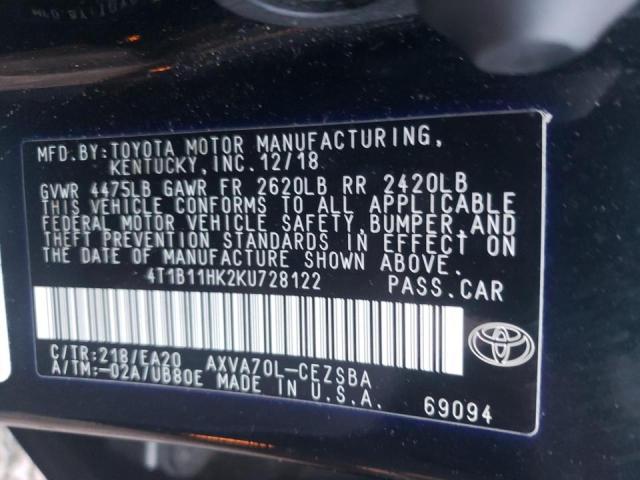 MFD.BY:TOYOTA MOTOR MANUFACTURING,
KENTUCKY,INC.12/18
GVWR 4475LB GAWR FR 2620LB RR 2420LB
THIS VEHICLE CONFORMS TO ALL APPLICABLE
FEDERAL MOTOR VEHICLE SAFETY,BUMPER,AND
THEFT PREVENTION STANDARDS IN EFFECT ON
THE DATE OF MANUFACTURE SHOWN ABOVE.
4T1B11HK2KU728122 PASS.CAR
C/TR:218/EA20 AXVA70L-CEZSBA
A/TM:-02A/UB80E MADE IN U.S.A.
69094